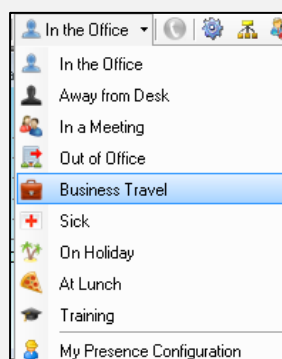 In the Office
In the Office
Away from Desk
In a Meeting
Out of Office
Business Travel
Sick
On Holiday
At Lunch
Training
My Presence Configuration